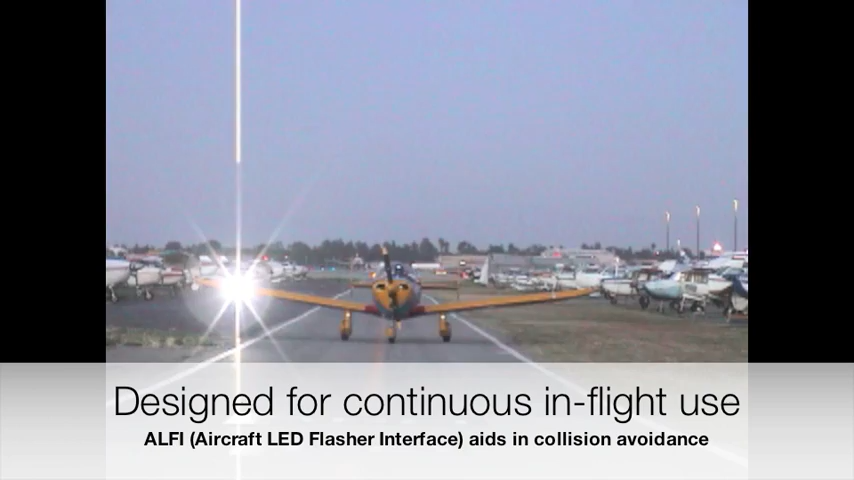 Designed for continuous in-flight use
ALFI (Aircraft LED Flasher Interface) aids in collision avoidance